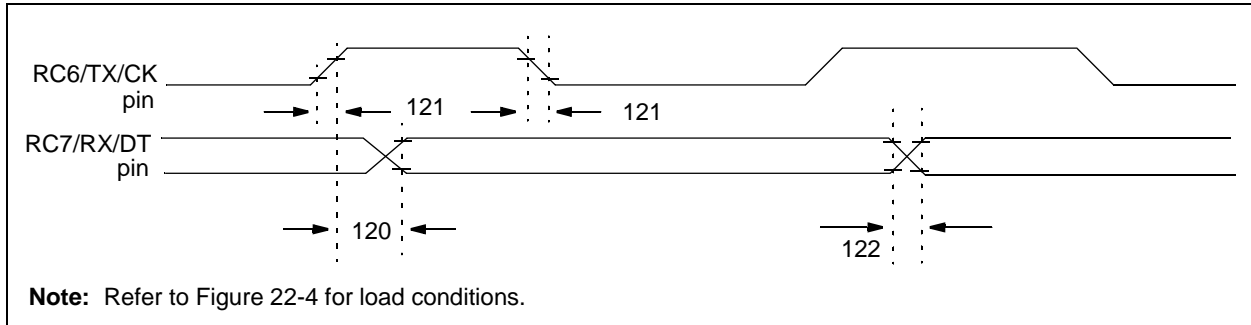 RC6/TX/CK
pin
121
121
RC7/RX/DT
pin
120
122
Note: Refer to Figure 22-4 for load conditions.